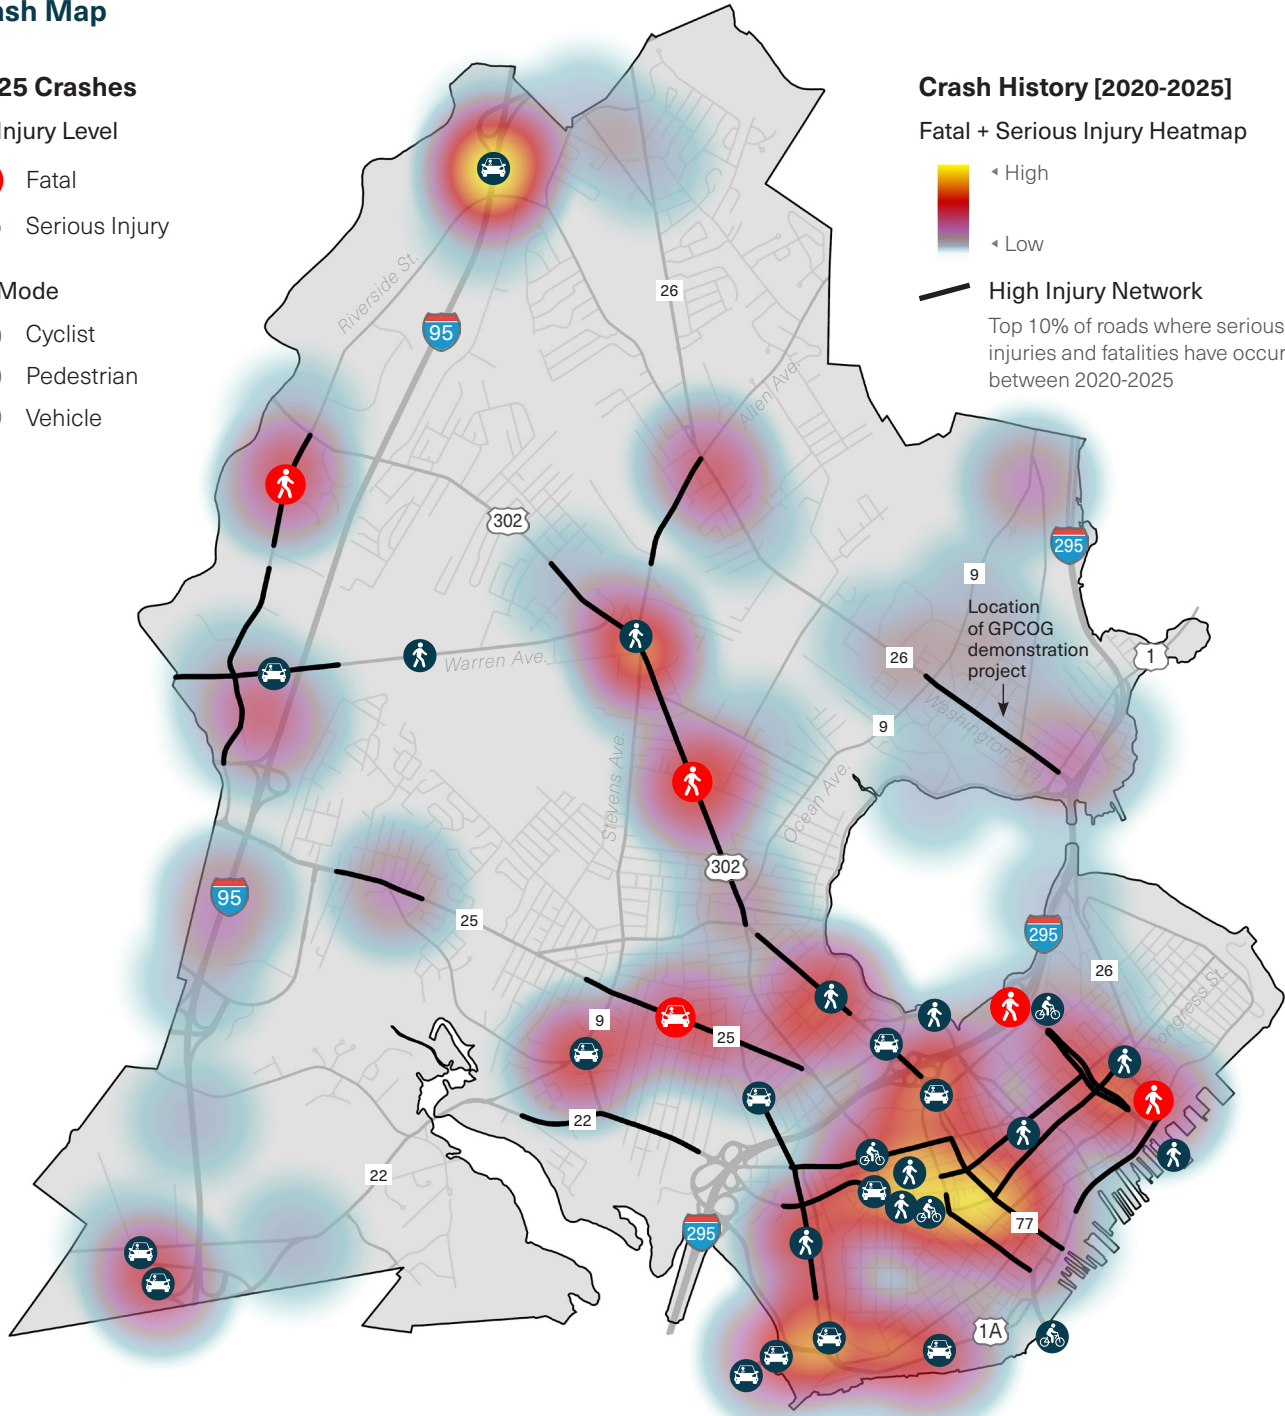 ash Map
25 Crashes
Injury Level
Fatal
Serious Injury
Mode
Cyclist
Pedestrian
Vehicle
Crash History [2020-2025]
Fatal + Serious Injury Heatmap
High
Low
High Injury Network
Top 10% of roads where serious
injuries and fatalities have occur
between 2020-2025
Riverside St.
26
95
Allen Ave.
302
295
9
Location
of GPCOG
demonstration
project
Warren Ave.
26
1
Washington Ave.
9
Stevens Ave.
Ocean Ave.
302
95
25
295
26
Congress St.
9
25
22
22
77
295
1A